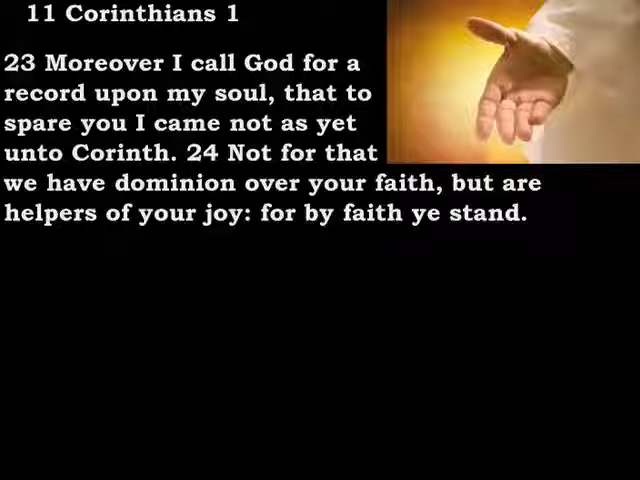 11 Corinthians 1
23 Moreover I call God for a
record upon my soul, that to
spare you I came not as yet
unto Corinth. 24 Not for that
we have dominion over your faith, but are
helpers of your joy: for by faith ye stand.